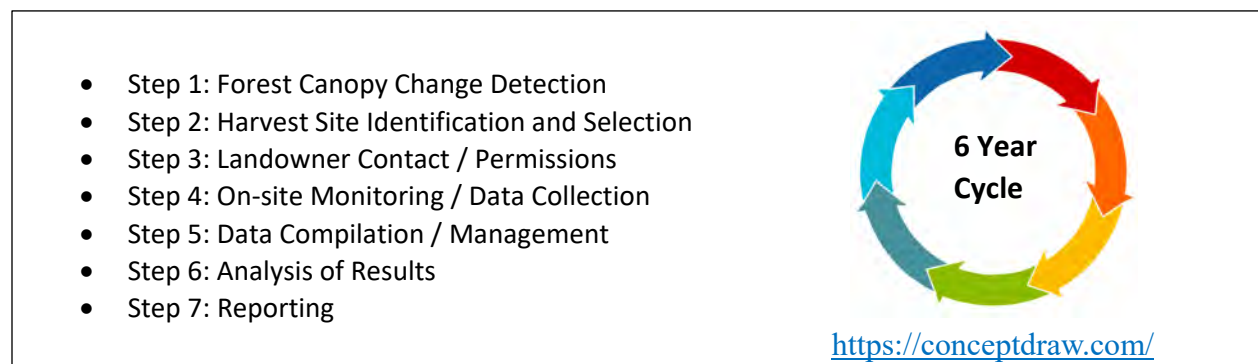 • Step 1: Forest Canopy Change Detection
• Step 2: Harvest Site Identification and Selection
• Step 3: Landowner Contact / Permissions
• Step 4: On-site Monitoring / Data Collection
• Step 5: Data Compilation / Management
• Step 6: Analysis of Results
• Step 7: Reporting
6 Year
Cycle
https://conceptdraw.com/